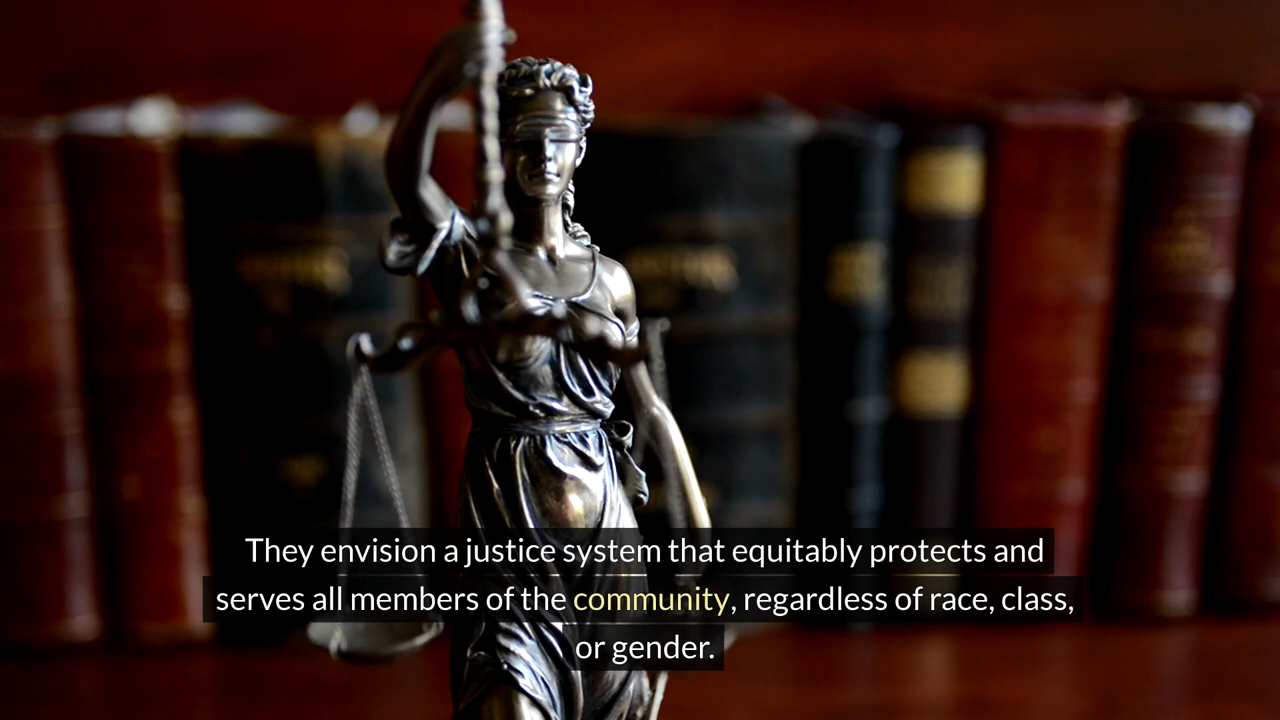 They envision a justice system that equitably protects and
serves all members of the community, regardless of race, class,
or gender.